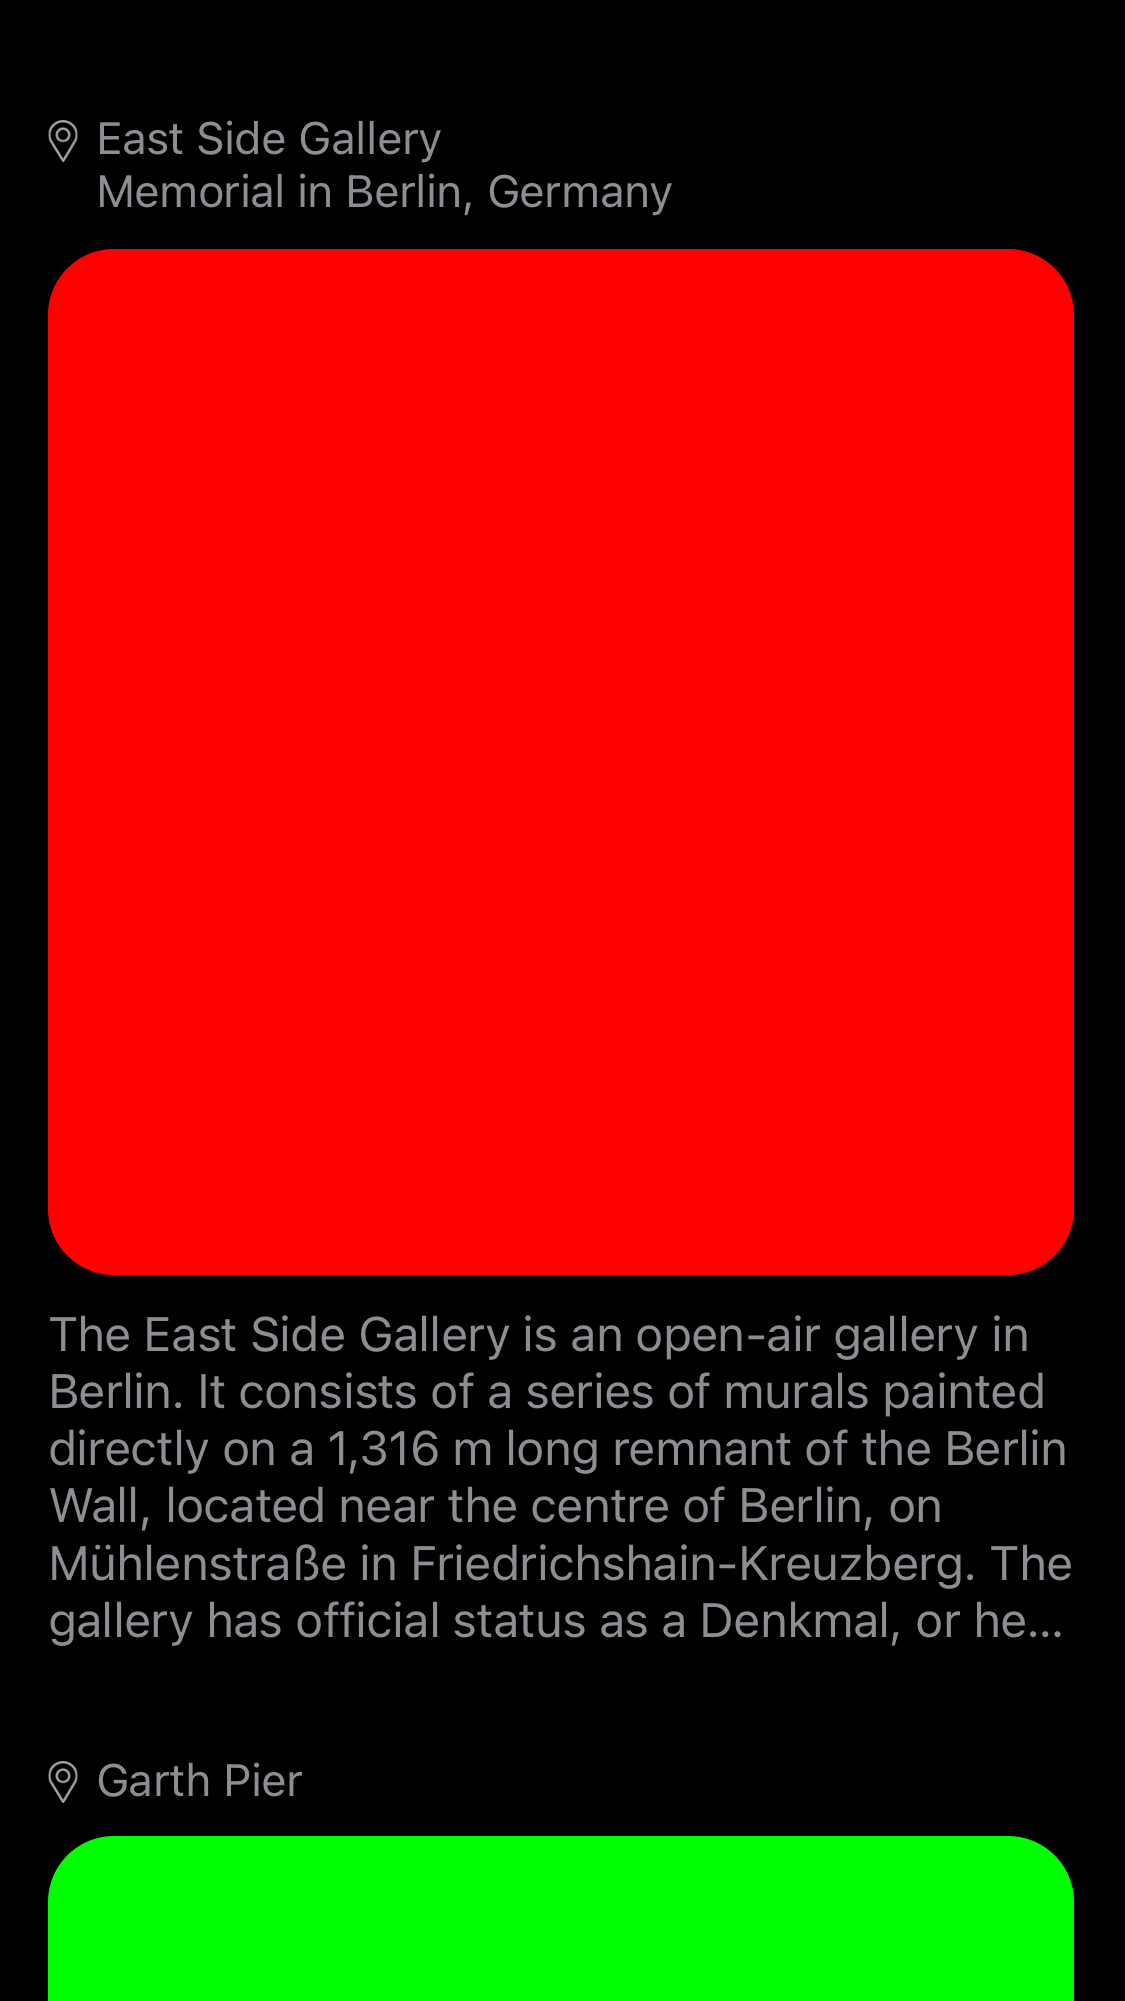 East Side Gallery
Memorial in Berlin, Germany
The East Side Gallery is an open-air gallery in
Berlin. It consists of a series of murals painted
directly on a 1,316 m long remnant of the Berlin
Wall, located near the centre of Berlin, on
Mühlenstraße in Friedrichshain-Kreuzberg. The
gallery has official status as a Denkmal, or he...
Garth Pier